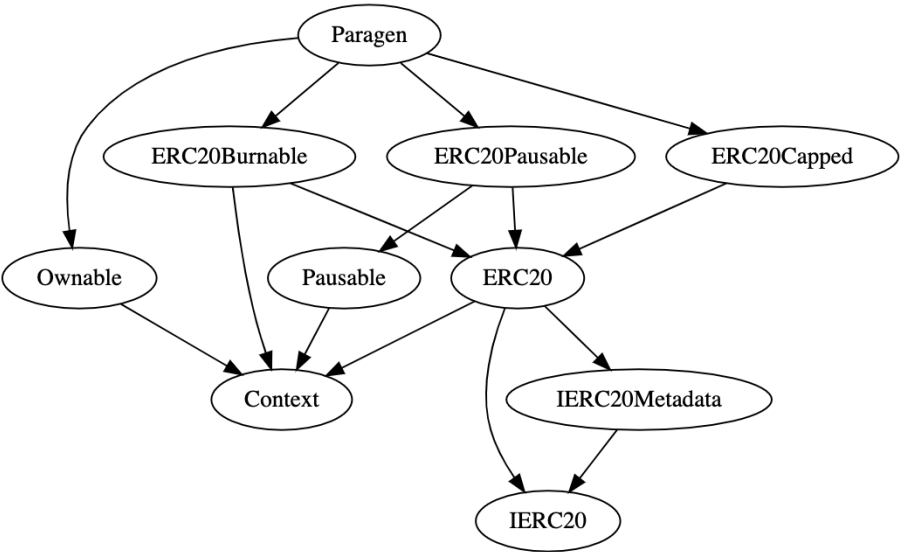 Paragen
ERC20Burnable
ERC20Pausable
ERC20Capped
Ownable
Pausable
ERC20
Context
IERC20Metadata
IERC20